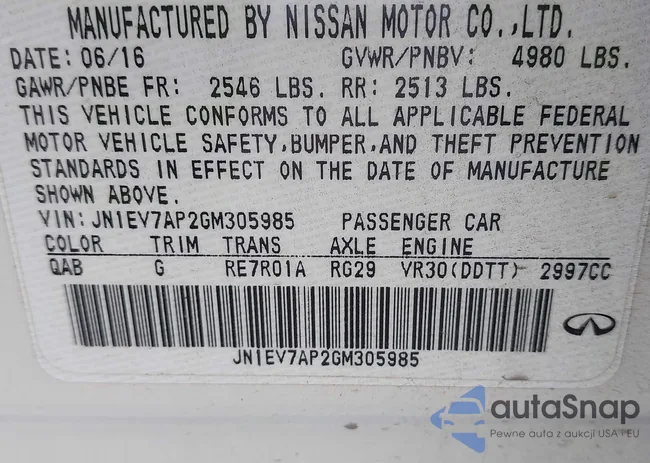 MANUFACTURED BY NISSAN MOTOR CO.,LTD.
DATE: 06/16 GVWR/PNBV: 4980 LBS.
GAWR/PNBE FR: 2546 LBS. RR: 2513 LBS.
THIS VEHICLE CONFORMS TO ALL APPLICABLE FEDERAL
MOTOR VEHICLE SAFETY,BUMPER,AND THEFT PREVENTION
STANDARDS IN EFFECT ON THE DATE OF MANUFACTURE
SHOWN ABOVE.
VIN: JN1EV7AP2GM305985 PASSENGER CAR
COLOR TRIM TRANS AXLE ENGINE
QAB G RE7R01A RG29 VR30(DDTT) 2997CC
JN1EV7AP2GM305985
autaSnap
Pewne auta z aukcji USA - EU